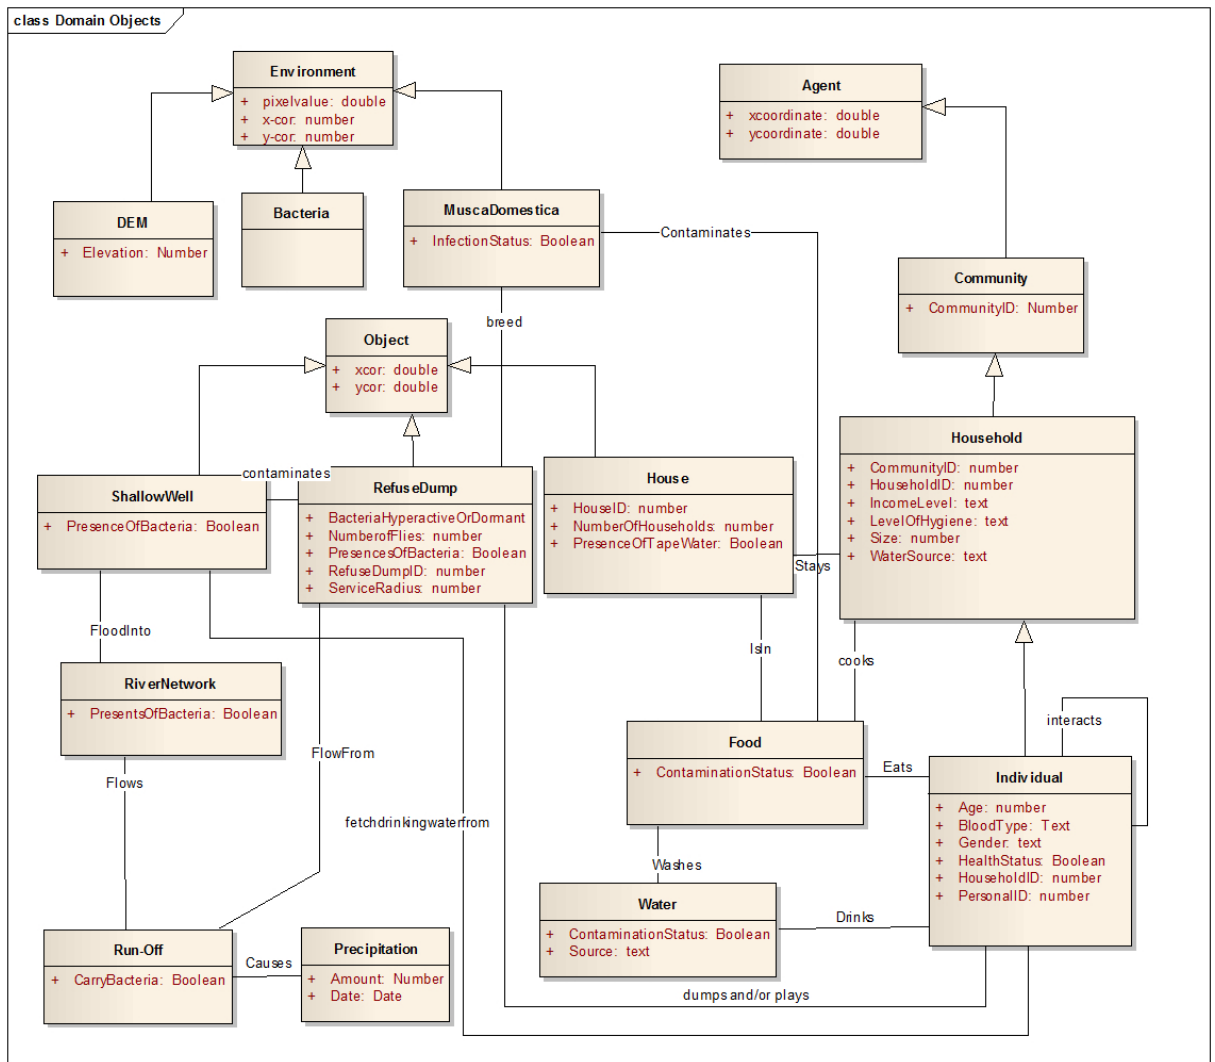 class Domain Objects
Environment
+ pixelvalue: double
+ x-cor: number
+ y-cor: number
Agent
+ xcoordinate: double
+ ycoordinate: double
DEM
+ Elevation: Number
Bacteria
MuscaDomestica
+ InfectionStatus: Boolean
Contaminates
Community
+ CommunityID: Number
breed
Object
+ xcor: double
+ ycor: double
Household
+ CommunityID: number
+ HouseholdID: number
+ IncomeLevel: text
+ LevelOfHygiene: text
+ Size: number
+ WaterSource: text
contaminates
ShallowWell
+ PresenceOfBacteria: Boolean
RefuseDump
+ BacteriaHyperactiveOrDormant
+ NumberofFlies: number
+ PresencesOfBacteria: Boolean
+ RefuseDumpID: number
+ ServiceRadius: number
House
+ HouseID: number
+ NumberOfHouseholds: number
+ PresenceOfTapeWater: Boolean
Stays
FloodInto
IsIn
cooks
RiverNetwork
+ PresentsOfBacteria: Boolean
interacts
Food
+ ContaminationStatus: Boolean
Eats
Individual
+ Age: number
+ BloodType: Text
+ Gender: text
+ HealthStatus: Boolean
+ HouseholdID: number
+ PersonalID: number
FlowFrom
Flows
fetchdrinkingwaterfrom
Washes
Water
+ ContaminationStatus: Boolean
+ Source: text
Drinks
Run-Off
+ CarryBacteria: Boolean
Causes
Precipitation
+ Amount: Number
+ Date: Date
dumps and/or plays